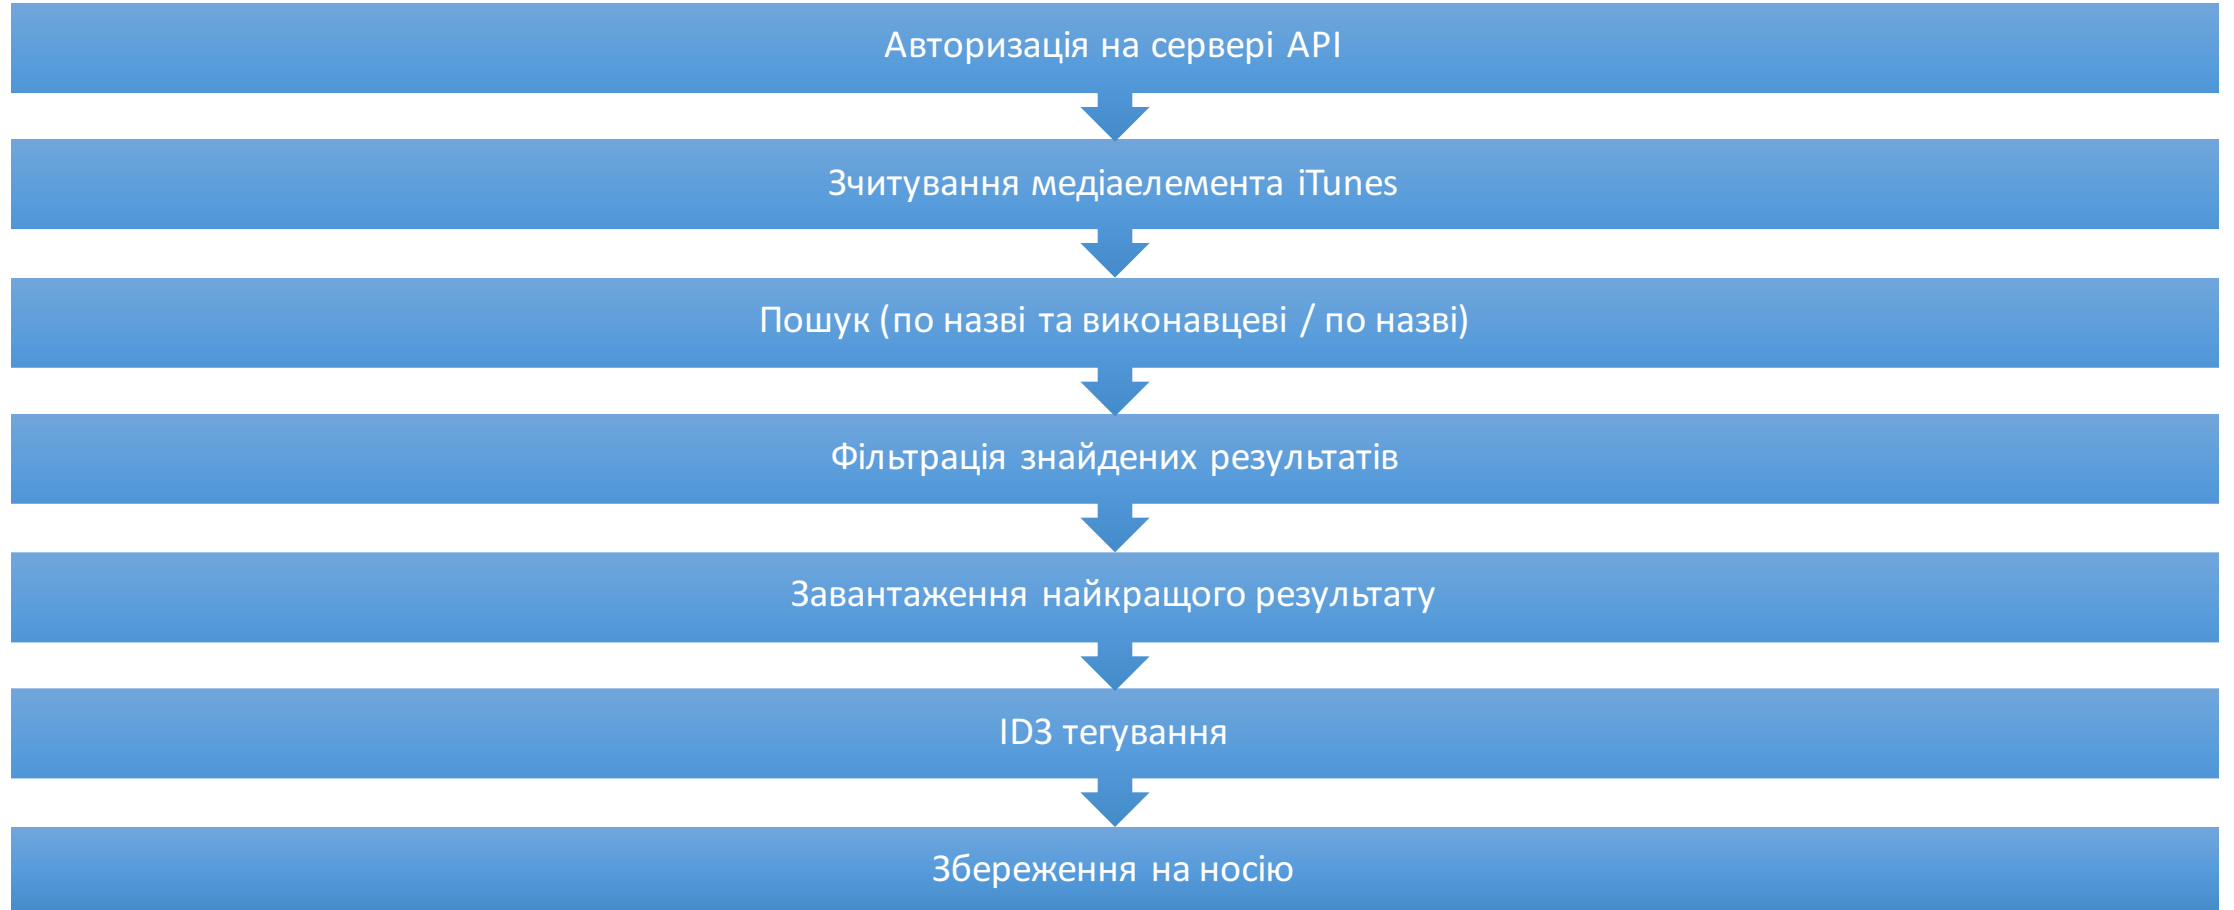 Авторизація на сервері API
Зчитування медіаелемента iTunes
Пошук (по назві та виконавцеві / по назві)
Фільтрація знайдених результатів
Завантаження найкращого результату
ID3 тегування
Збереження на носію